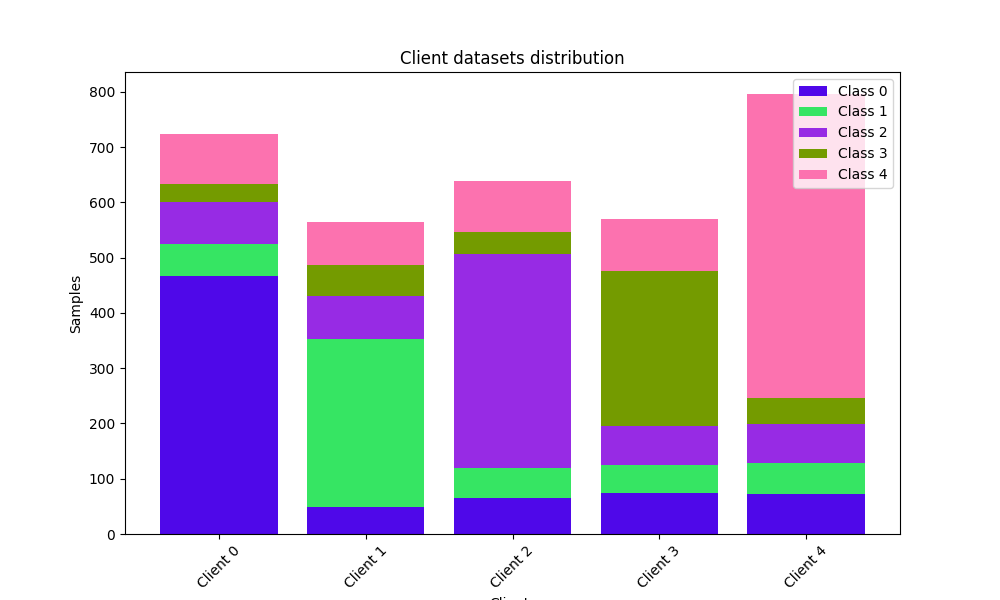 Client datasets distribution
800
700
600
500
400
300
200
100
0
Samples
Class 0
Class 1
Class 2
Class 3
Class 4
Client 0
Client 1
Client 2
Client 3
Client 4